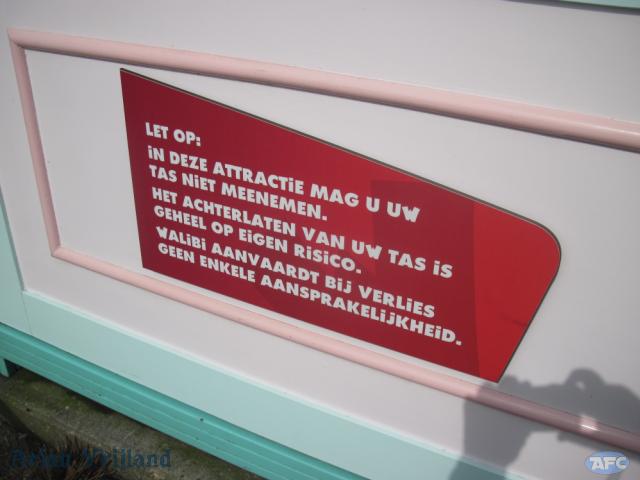 LET OP:
IN DEZE ATTRACTIE MAG U UW
TAS NIET MEENEMEN.
HET ACHTERLATEN VAN UW TAS IS
GEHEEL OP EIGEN RISICO.
WALIBI AANVAARDT BIJ VERLIES
GEEN ENKELE AANSPRAKELIJKHEID.
AFC